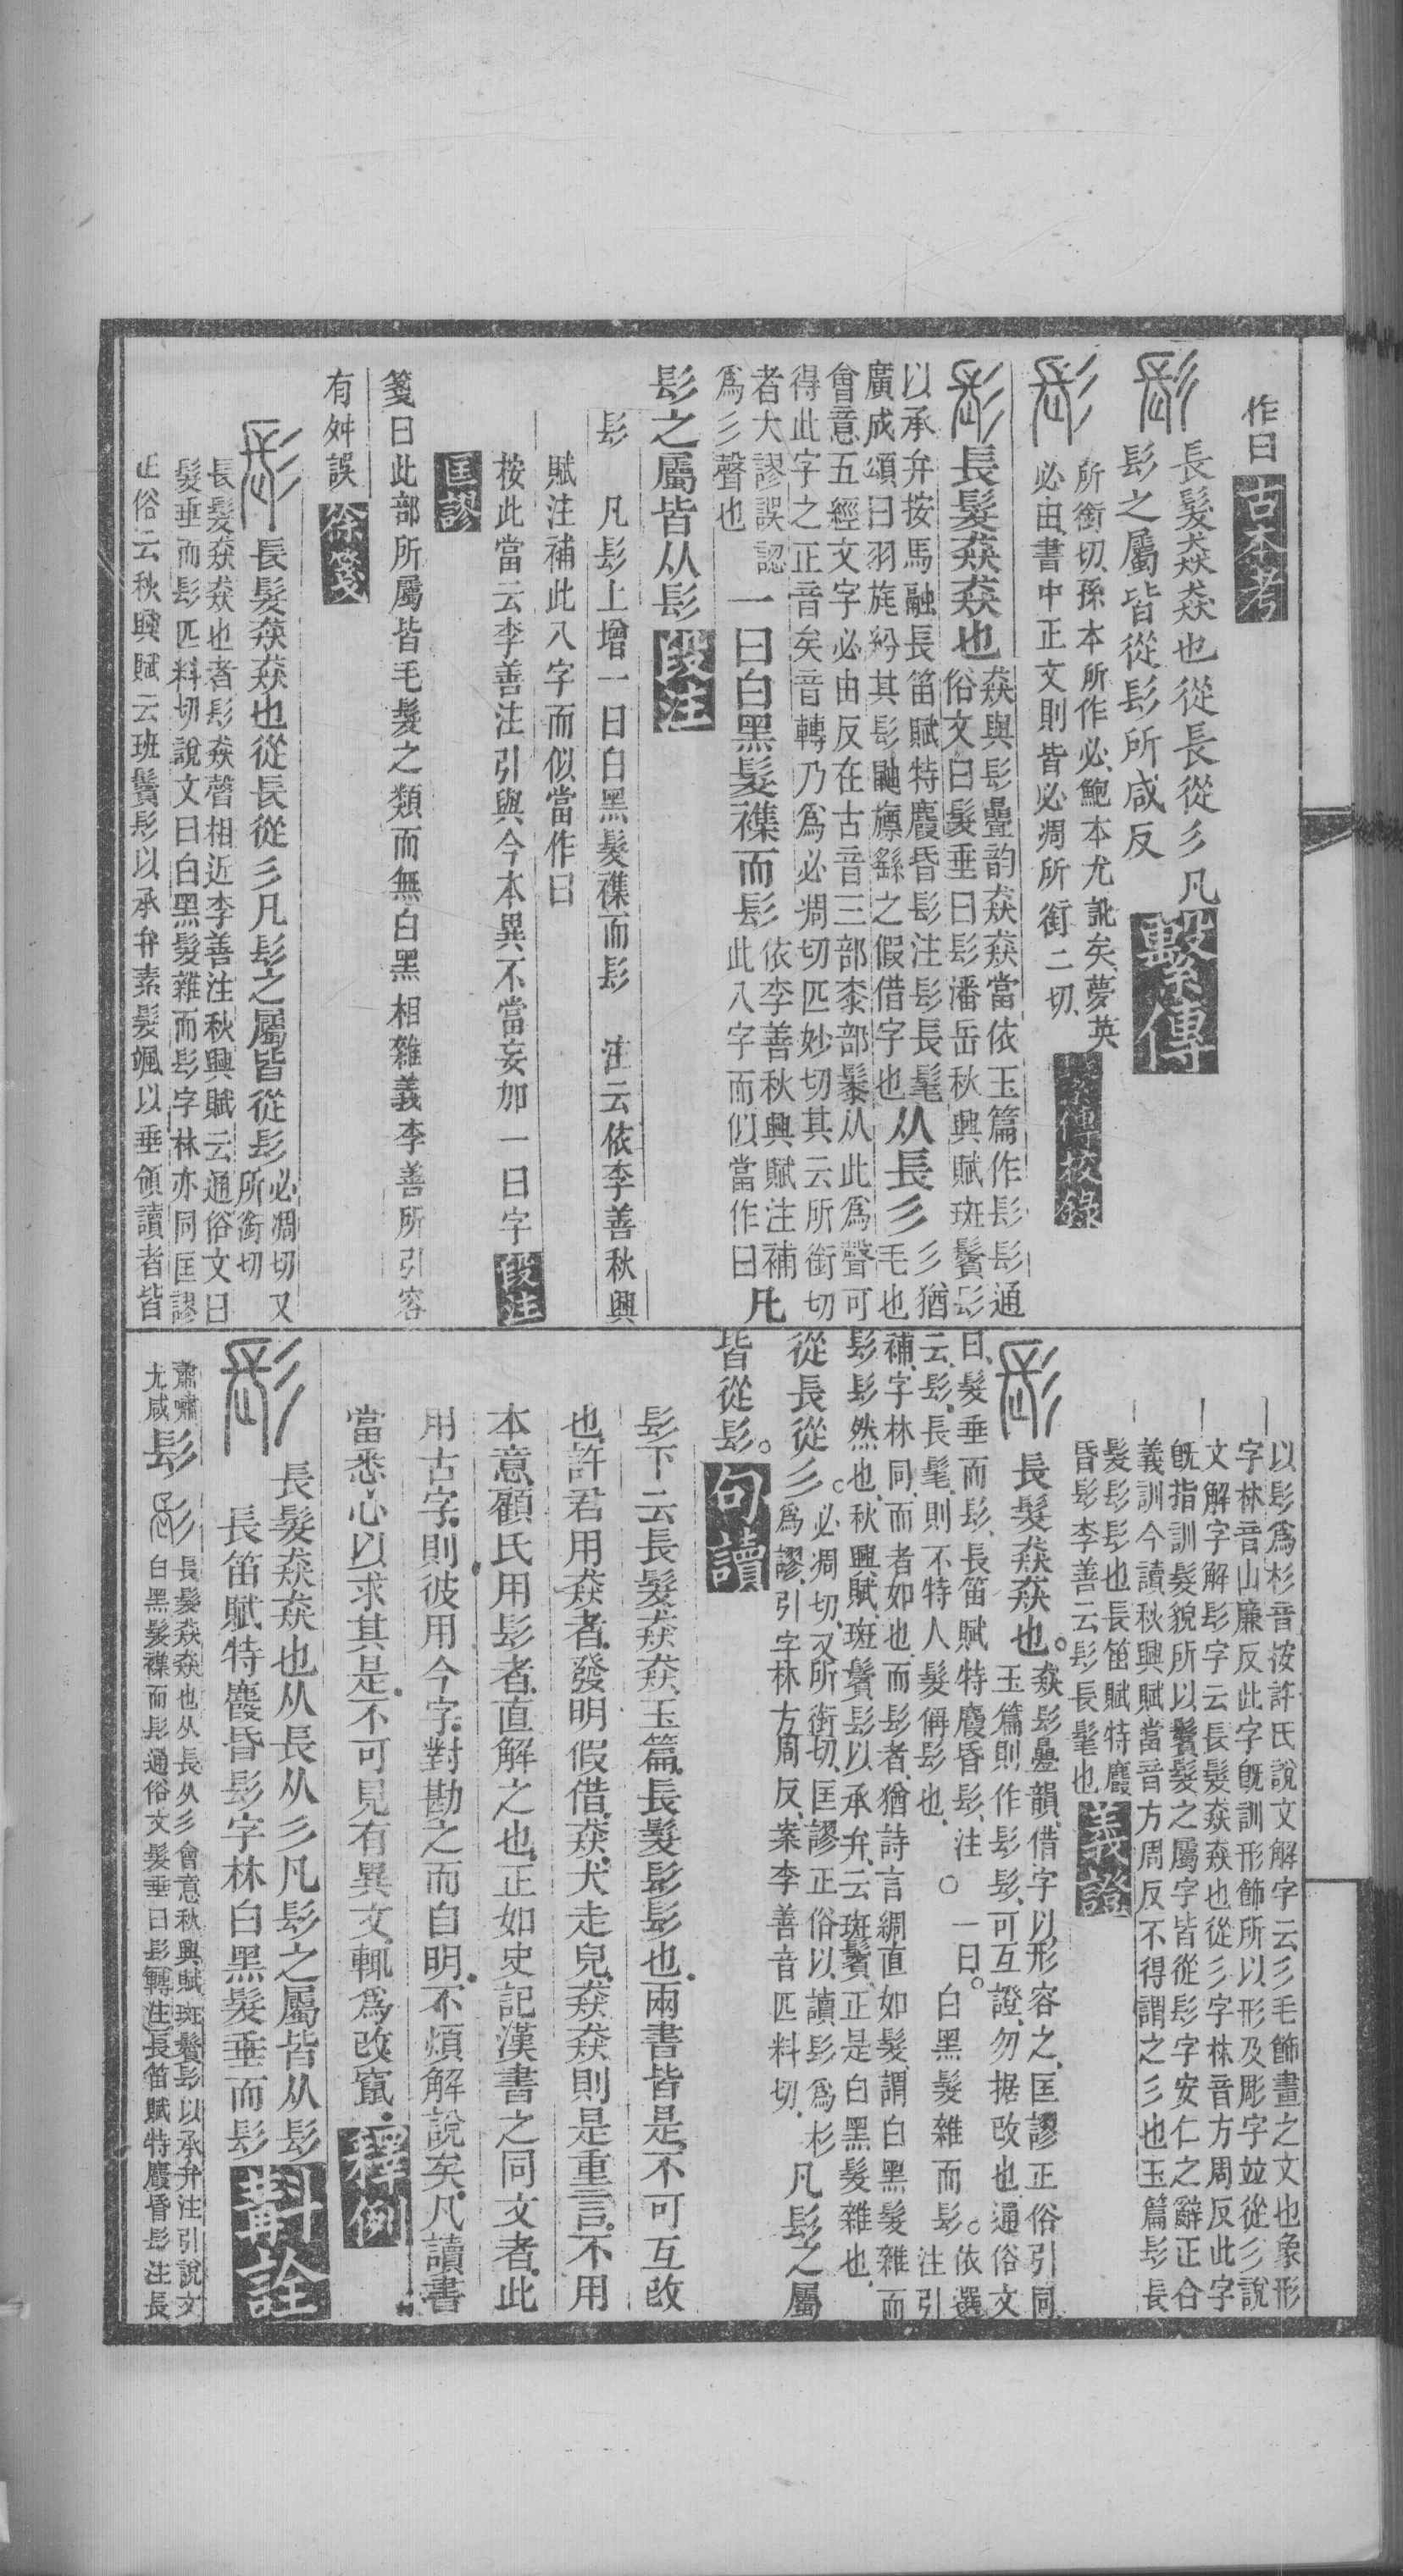 作曰古本考
長髮猋猋也從長從彡凡
髟之屬皆從髟所咸反
繫傳
所銜切孫本所作必鮑本尤訛矣夢英
必由書中正文則皆必凋所銜二切
繫傳校錄
長髮猋猋也
猋與髟疊韵猋猋當依玉篇作髟髟通
俗文曰髮垂曰髟潘岳秋興賦斑鬢髟
以承弁按馬融長笛賦特麚昏髟注髟長髦
廣成頌曰羽旄紛其髟鼬
之假借字也
从長彡
彡猶
毛也
會意五經文字必由反在古音三部桼部鬆从此爲聲可
得此字之正音矣音轉乃爲必凋切匹妙切其云所銜切
者大謬誤認
爲彡聲也
一曰白黑髮襍而髟
依李善秋興賦注補
此八字而似當作曰
凡
髟之屬皆从髟
段注
髟 凡髟上增一曰白黑髮襍而髟 注云依李善秋興
賦注補此八字而似當作曰
按此當云李善注引與今本異不當妄加一曰字
段注
匡謬
箋曰此部所屬皆毛髮之類而無白黑相雜義李善所引容
有舛誤
徐箋
長髮猋猋也從長從彡凡髟之屬皆從髟
必凋切又
所銜切
長髮猋猋也者髟猋聲相近李善注秋興賦云通俗文曰
髮垂而髟匹料切說文曰白黑髮雜而髟字林亦同匡謬
正俗云秋興賦云班鬢髟以承弁素髮颯以垂領讀者皆
以髟爲杉音按許氏說文解字云彡毛飾畫之文也象形
字林音山廉反此字既訓形飾所以形及彫字竝從彡說
文解字解髟字云長髮猋猋也從彡字林音方周反此字
既指訓髮貌所以鬢髮之屬字皆從髟字安仁之辭正合
義訓今讀秋興賦當音方周反不得謂之彡也玉篇髟長
髮髟髟也長笛賦特麚
昏髟李善云髟長髦也
義證
長髮猋猋也。
猋髟疊韻、借字以形容之、匡謬正俗引同
玉篇則作髟髟、可互證、勿据改也通俗文
曰、髮垂而髟、長笛賦特麚昏髟、注
云、髟、長髦、則不特人髮偁髟也、
○一曰。白黑髮雜而髟。
依選
注引
補、字林同、而者如也、而髟者、猶詩言綢直如髮、謂白黑髮雜而
髟髟然也、秋興賦、斑鬢髟以承弁、云斑鬢、正是白黑髮雜也、
從長從彡。
必凋切、又所銜切、匡謬正俗以讀髟爲杉
爲謬、引字林方周反、案李善音匹料切、
凡髟之屬
皆從髟。
句讀
髟下云長髮猋猋、玉篇、長髮髟髟也、兩書皆是、不可互改
也、許君用猋者、發明假借、猋、犬走皃、猋猋則是重言、不用
本意、顧氏用髟者、直解之也、正如史記漢書之同文者、此
用古字、則彼用今字、對勘之而自明、不煩解說矣、凡讀書
當悉心以求其是、不可見有異文、輒爲改竄、
釋例
長髮猋猋也从長从彡凡髟之屬皆从髟
長笛賦特麚昏髟字林白黑髮垂而髟
斠詮
肅嘯
尤咸
髟
長髮猋猋也从長从彡會意秋興賦斑鬢髟以承弁注引說文
白黑髮襍而髟通俗文髮垂曰髟轉注長笛賦特麚昏髟注長